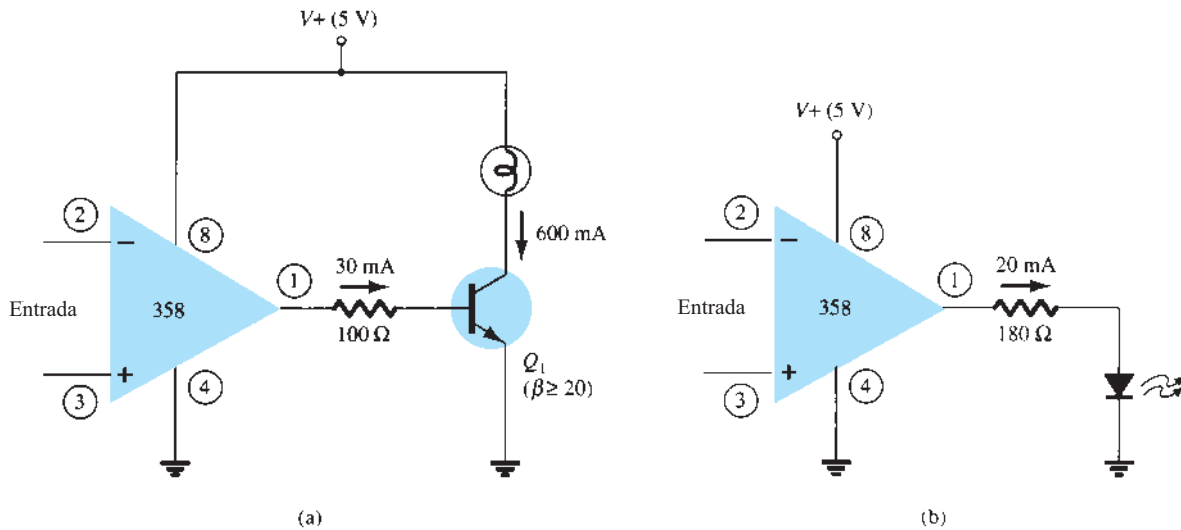 V+ (5 V)
2
−
8
1
30 mA
600 mA
Entrada
358
100 Ω
+
3
4
Q1
(β ≥ 20)
(a)
V+ (5 V)
2
−
8
1
20 mA
Entrada
358
180 Ω
+
3
4
(b)